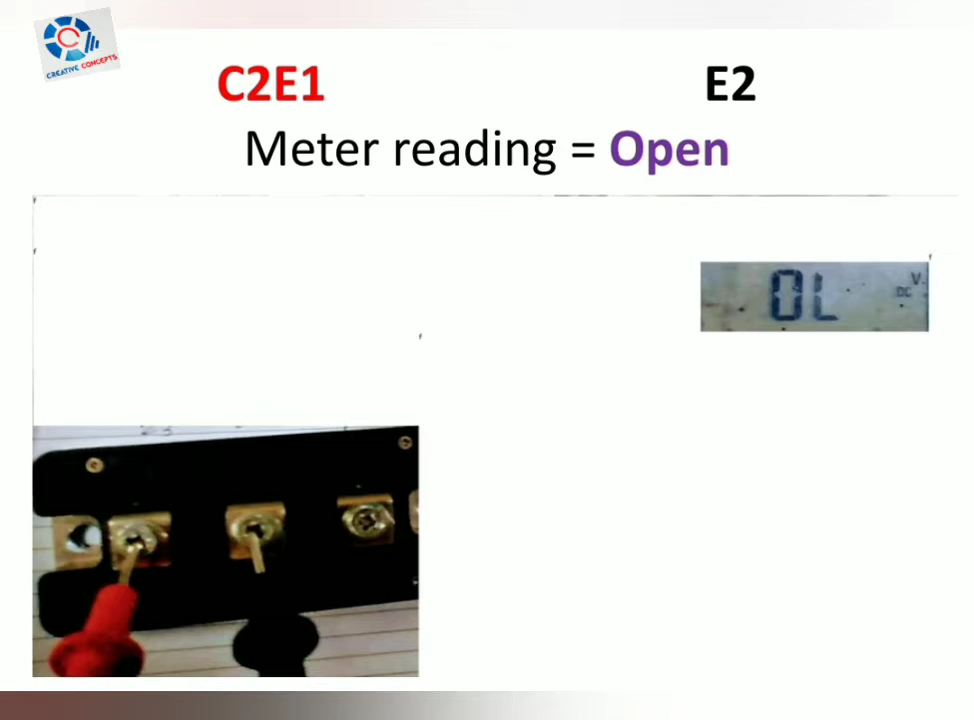 C
CREATIVE CONCEPTS
C2E1 E2
Meter reading = Open
OL
V
DC